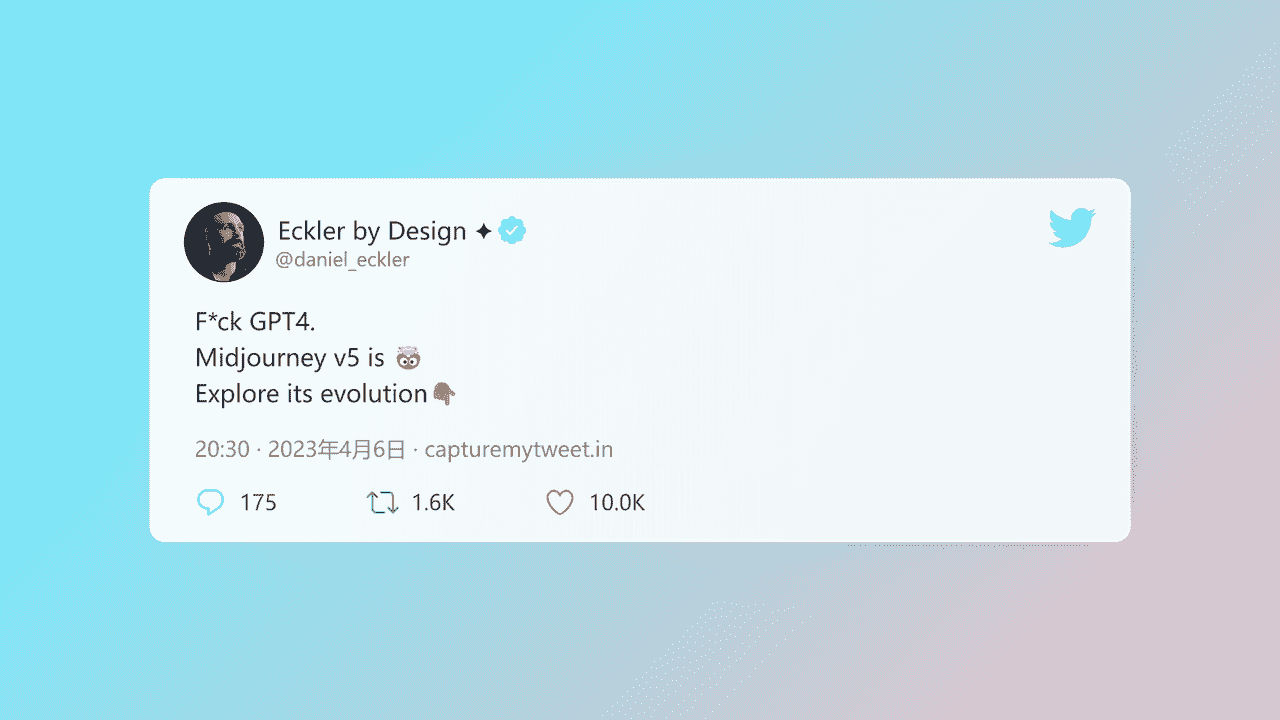 Eckler by Design ✦
@daniel_eckler
F*ck GPT4.
Midjourney v5 is 🤯
Explore its evolution👇🏾
20:30 · 2023年4月6日 · capturemytweet.in
175 1.6K 10.0K